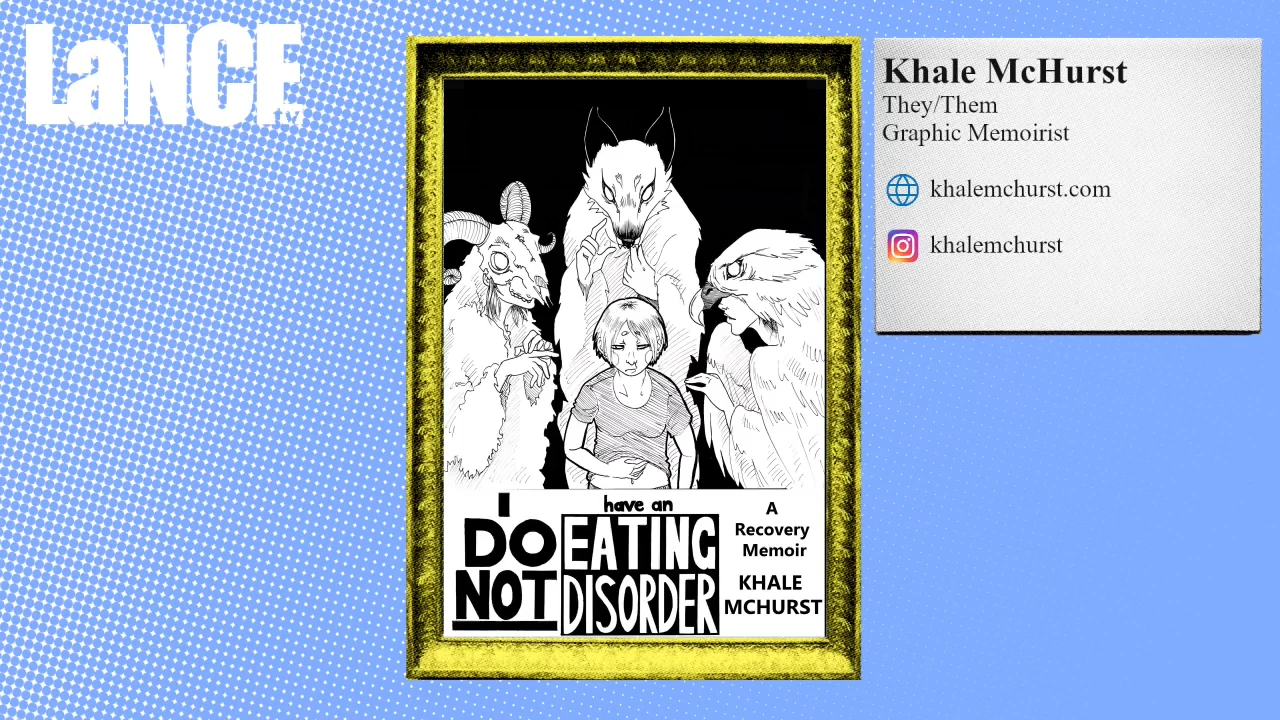 LaNCE
TV
Khale McHurst
They/Them
Graphic Memoirist
khalemchurst.com
khalemchurst
I
DO
NOT
have an
EATING
DISORDER
A
Recovery
Memoir
KHALE
MCHURST